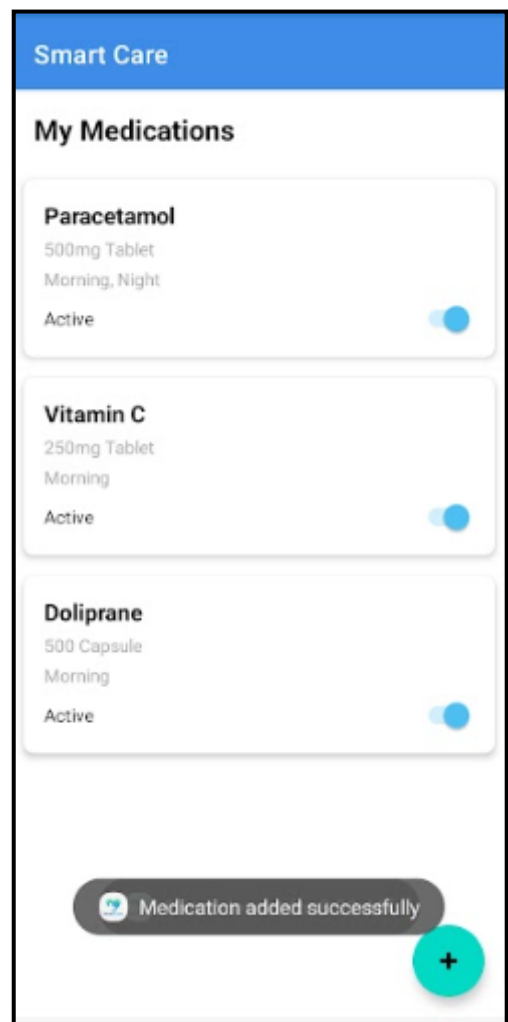 Smart Care
My Medications
Paracetamol
500mg Tablet
Morning, Night
Active
Vitamin C
250mg Tablet
Morning
Active
Doliprane
500 Capsule
Morning
Active
Medication added successfully
+